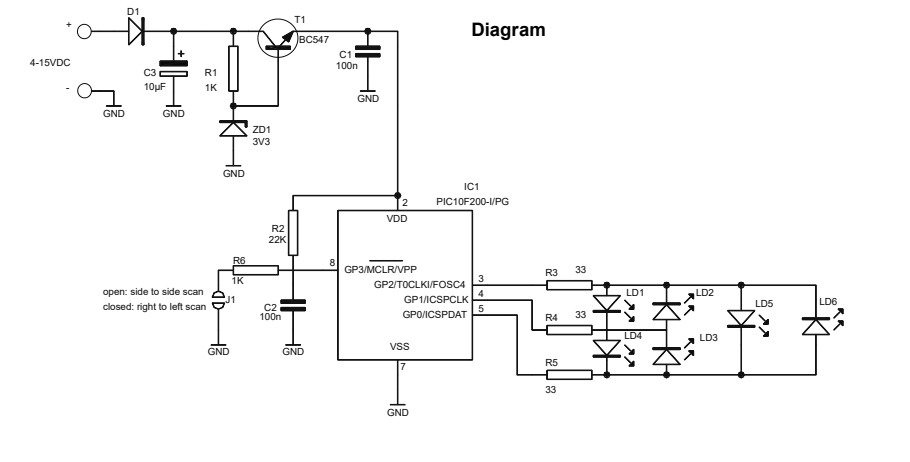 Diagram
D1
T1
BC547
+
4-15VDC
-
GND
+
C3
10µF
GND
R1
1K
C1
100n
GND
ZD1
3V3
GND
IC1
PIC10F200-I/PG
2
VDD
R2
22K
R6
1K
8
GP3/MCLR/VPP
GP2/T0CLKI/FOSC4
GP1/ICSPCLK
GP0/ICSPDAT
VSS
7
GND
open: side to side scan
closed: right to left scan
J1
GND
C2
100n
GND
3
4
5
R3
33
R4
33
R5
33
LD1
LD2
LD3
LD4
LD5
LD6